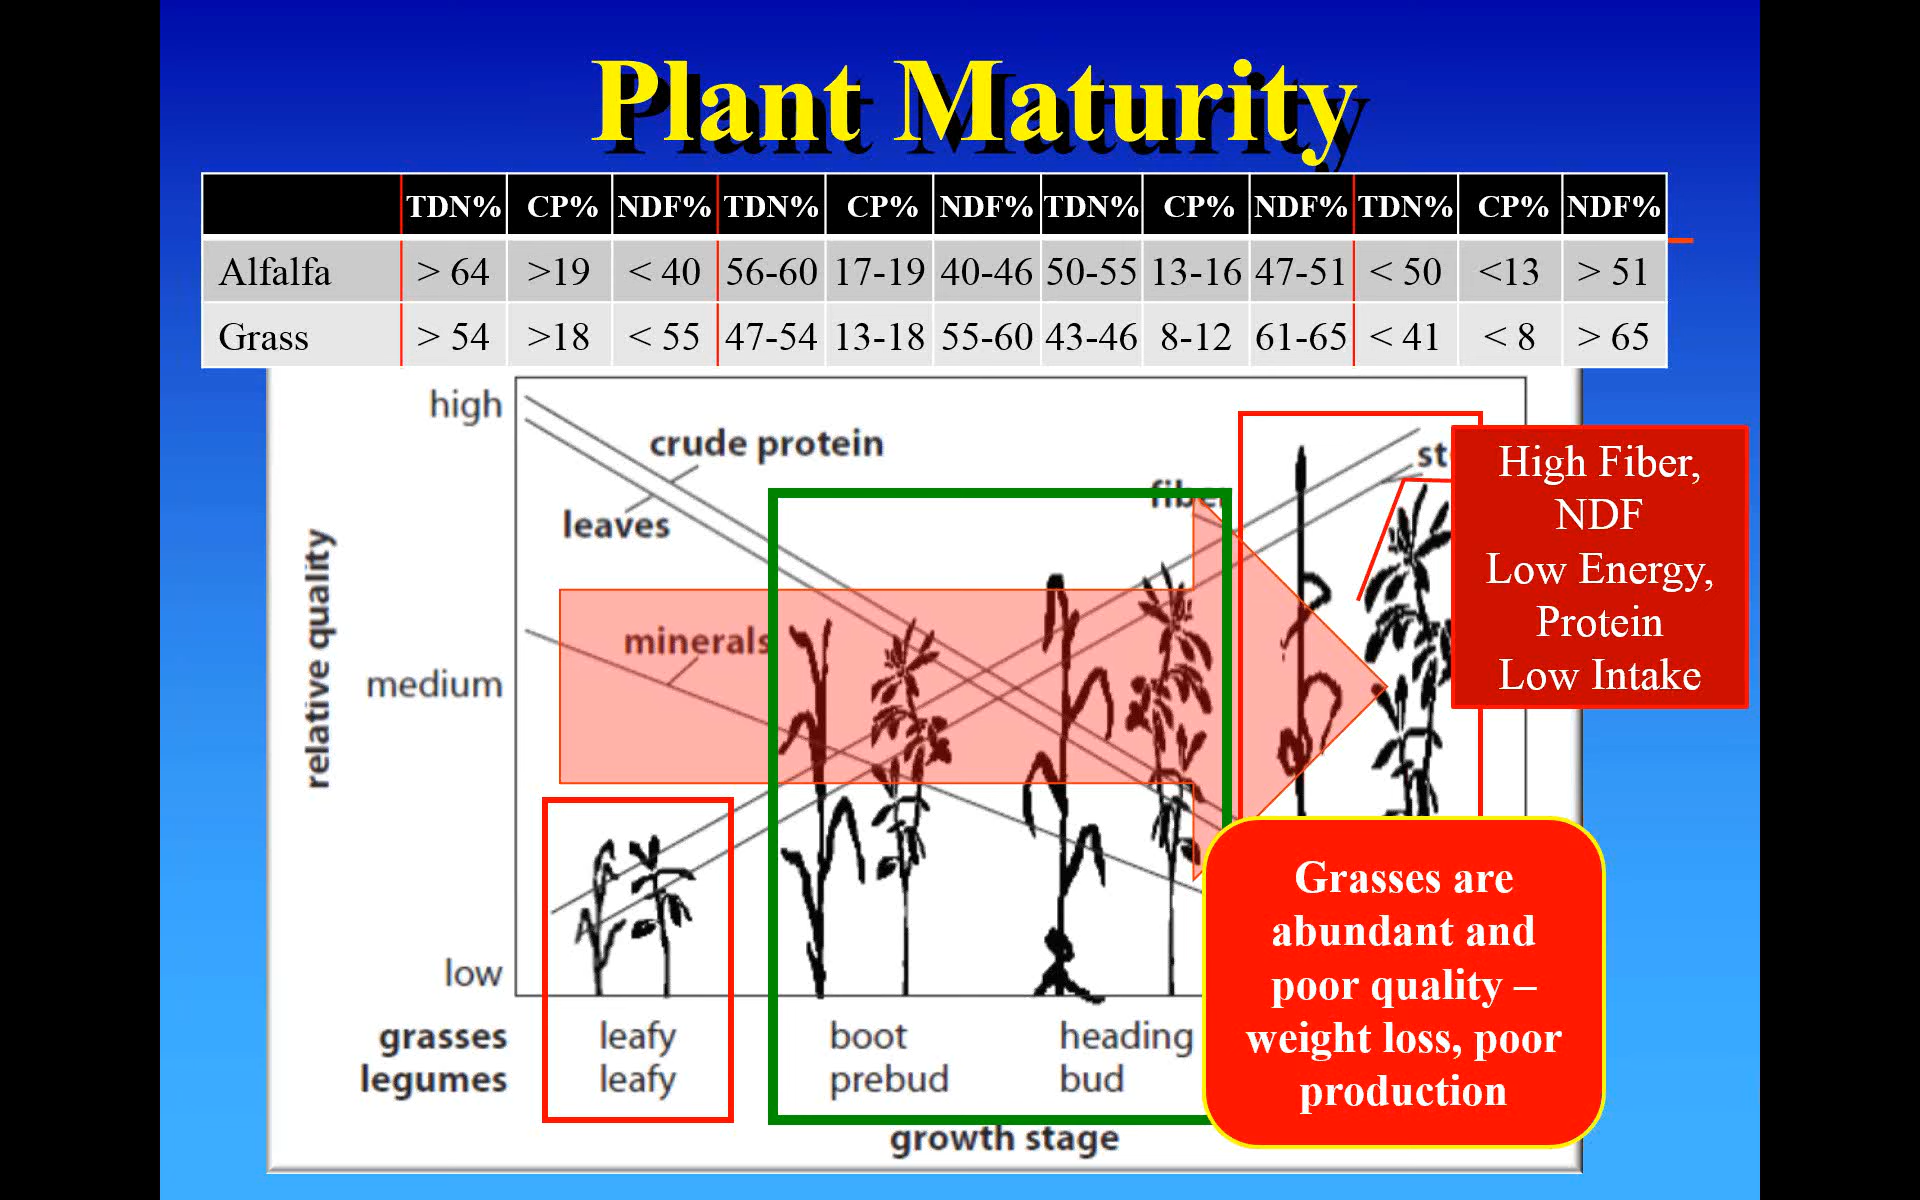 Plant Maturity
TDN% CP% NDF% TDN% CP% NDF% TDN% CP% NDF% TDN% CP% NDF%
Alfalfa > 64 >19 < 40 56-60 17-19 40-46 50-55 13-16 47-51 < 50 <13 > 51
Grass > 54 >18 < 55 47-54 13-18 55-60 43-46 8-12 61-65 < 41 < 8 > 65
high
crude protein
leaves
fiber
minerals
relative quality
medium
low
High Fiber,
NDF
Low Energy,
Protein
Low Intake
Grasses are
abundant and
poor quality –
weight loss, poor
production
grasses leafy boot heading
legumes leafy prebud bud
growth stage